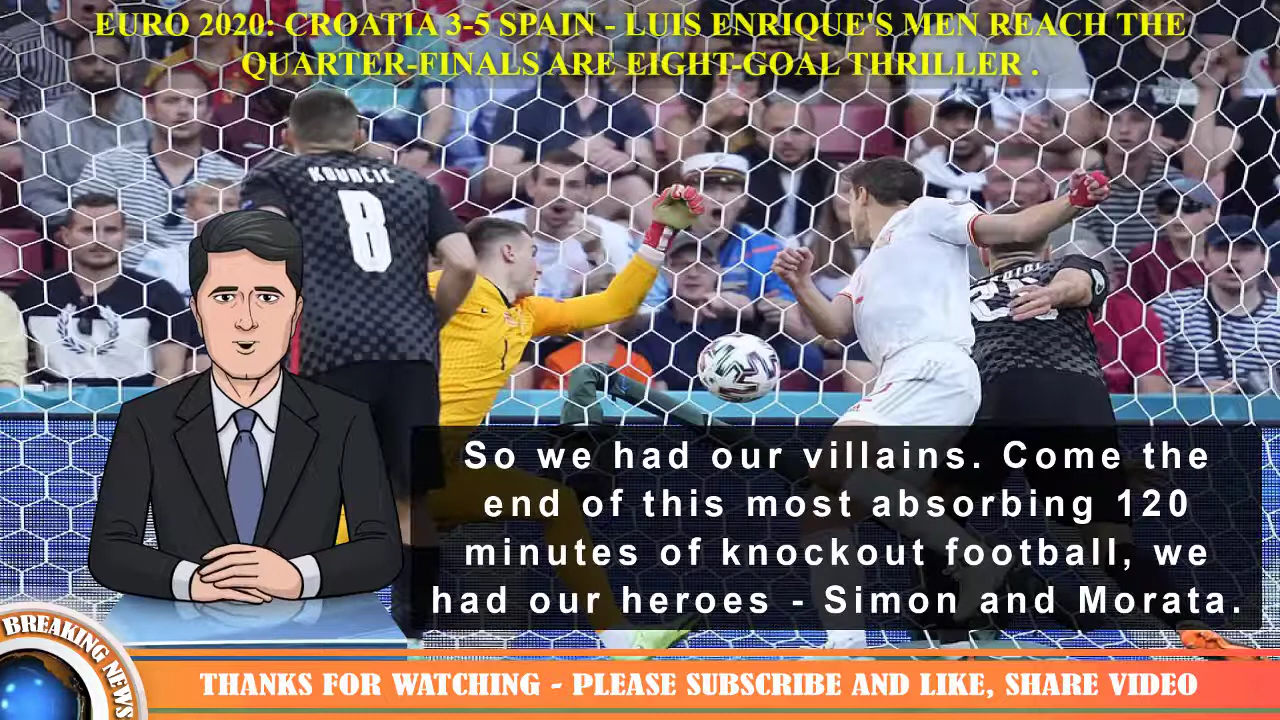 EURO 2020: CROATIA 3-5 SPAIN - LUIS ENRIQUE'S MEN REACH THE
QUARTER-FINALS ARE EIGHT-GOAL THRILLER .
KOVACIC
8
1
So we had our villains. Come the
end of this most absorbing 120
minutes of knockout football, we
had our heroes - Simon and Morata.
BREAKING NEWS
THANKS FOR WATCHING - PLEASE SUBSCRIBE AND LIKE, SHARE VIDEO